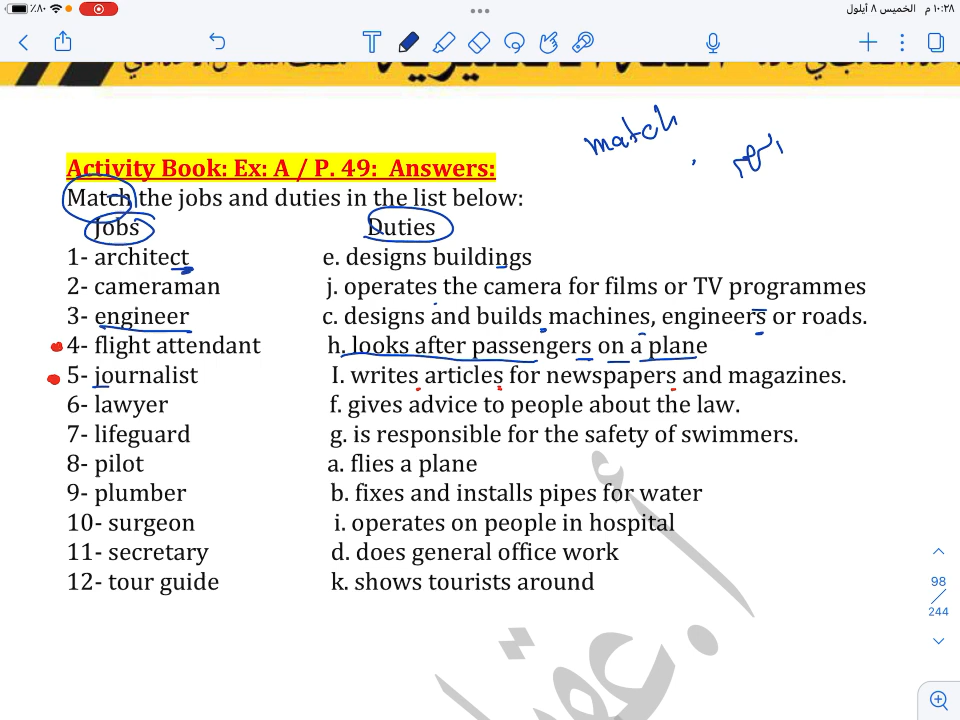 ٪٨٠
١٠:٢٨ م الخميس ٨ أيلول
match
Activity Book: Ex: A / P. 49: Answers:
Match the jobs and duties in the list below:
Jobs Duties
1- architect e. designs buildings
2- cameraman j. operates the camera for films or TV programmes
3- engineer c. designs and builds machines, engineers or roads.
4- flight attendant h. looks after passengers on a plane
5- journalist I. writes articles for newspapers and magazines.
6- lawyer f. gives advice to people about the law.
7- lifeguard g. is responsible for the safety of swimmers.
8- pilot a. flies a plane
9- plumber b. fixes and installs pipes for water
10- surgeon i. operates on people in hospital
11- secretary d. does general office work
12- tour guide k. shows tourists around
98
244